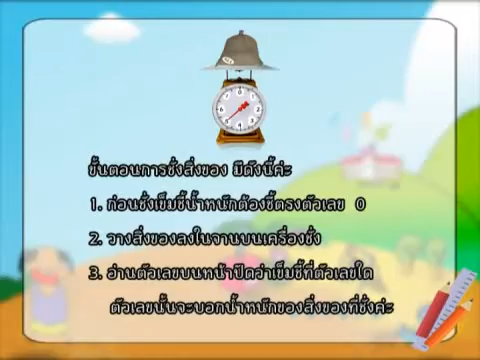 ขั้นตอนการชั่งสิ่งของ มีดังนี้ค่ะ
1. ก่อนชั่งเข็มชี้น้ำหนักต้องชี้ตรงตัวเลข 0
2. วางสิ่งของลงในจานบนเครื่องชั่ง
3. อ่านตัวเลขบนหน้าปัดว่าเข็มชี้ที่ตัวเลขใด
ตัวเลขนั้นจะบอกน้ำหนักของสิ่งของที่ชั่งค่ะ